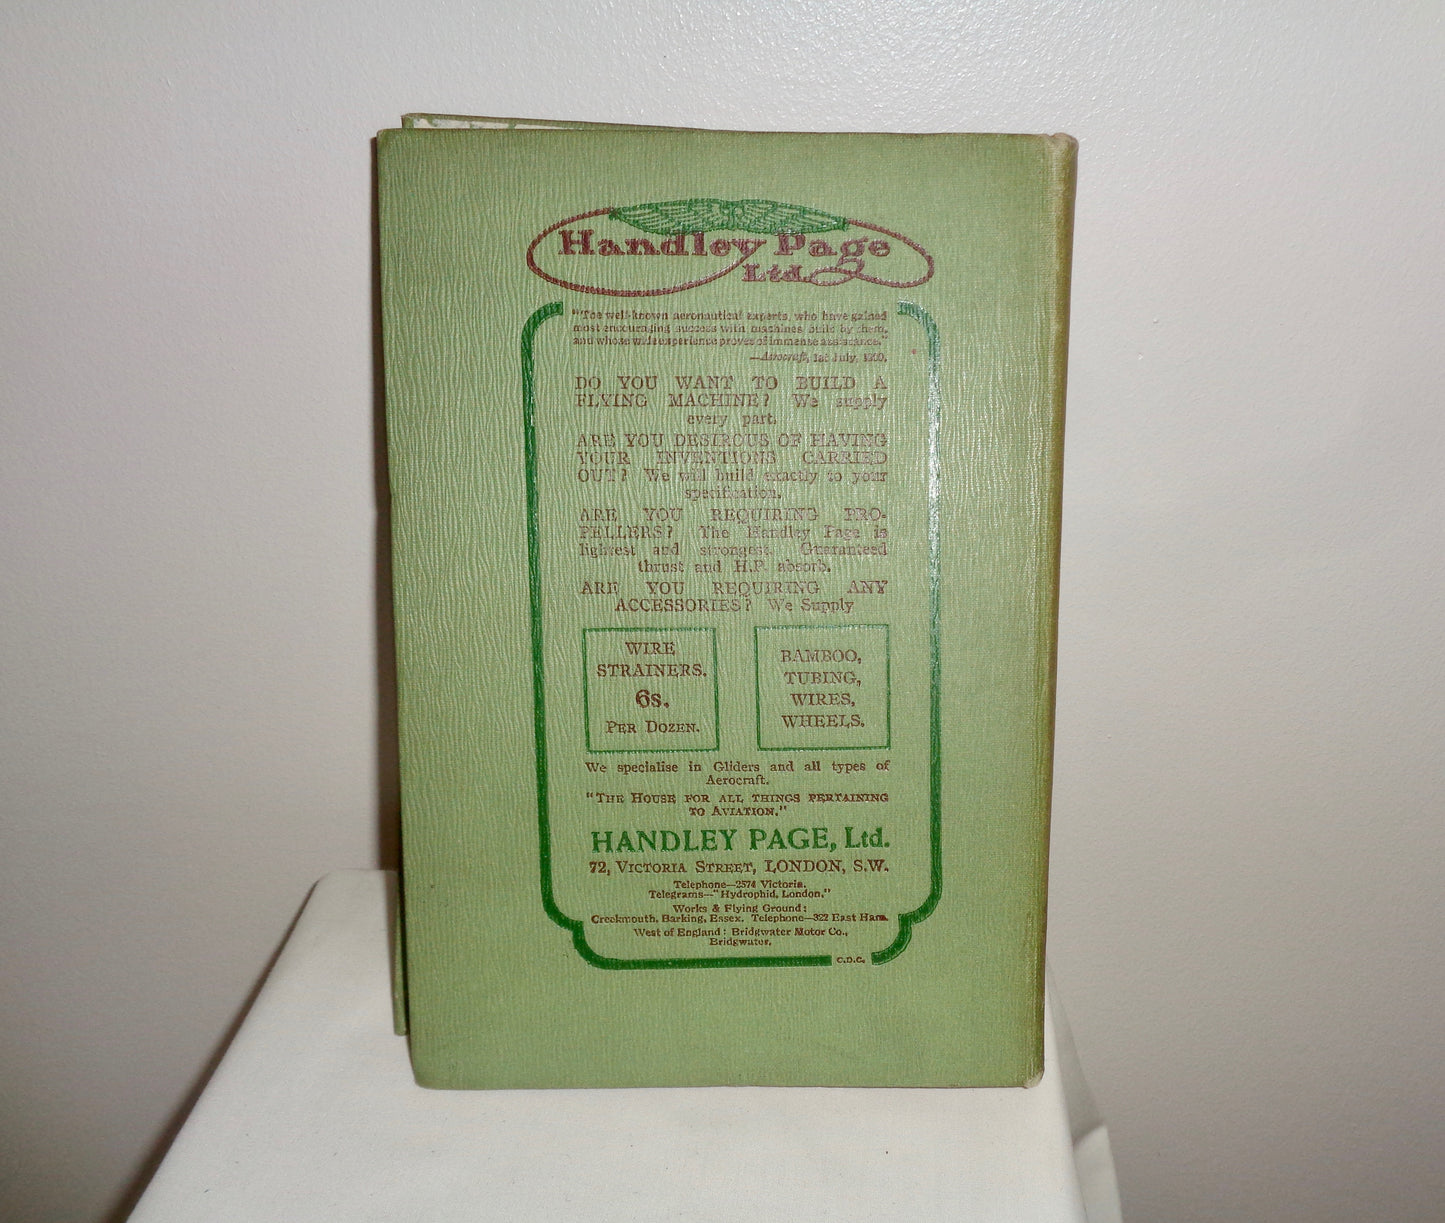 Handley Page
Ltd.
"The well-known aeronautical experts, who have gained
most encouraging success with machines built by them,
and whose wide experience proves of immense assistance."
—Aerocraft, 1st July, 1909.
DO YOU WANT TO BUILD A
FLYING MACHINE? We supply
every part.
ARE YOU DESIROUS OF HAVING
YOUR INVENTIONS CARRIED
OUT? We will build exactly to your
specification.
ARE YOU REQUIRING PRO-
PELLERS? The Handley Page is
lightest and strongest. Guaranteed
thrust and H.P. absorb.
ARE YOU REQUIRING ANY
ACCESSORIES? We Supply
WIRE
STRAINERS.
6s.
PER DOZEN.
BAMBOO,
TUBING,
WIRES,
WHEELS.
We specialise in Gliders and all types of
Aerocraft.
"THE HOUSE FOR ALL THINGS PERTAINING
TO AVIATION."
HANDLEY PAGE, Ltd.
72, VICTORIA STREET, LONDON, S.W.
Telephone—2574 Victoria.
Telegrams—"Hydrophid, London."
Works & Flying Ground:
Creekmouth, Barking, Essex. Telephone—322 East Ham.
West of England: Bridgwater Motor Co.,
Bridgwater.
C.D.C.